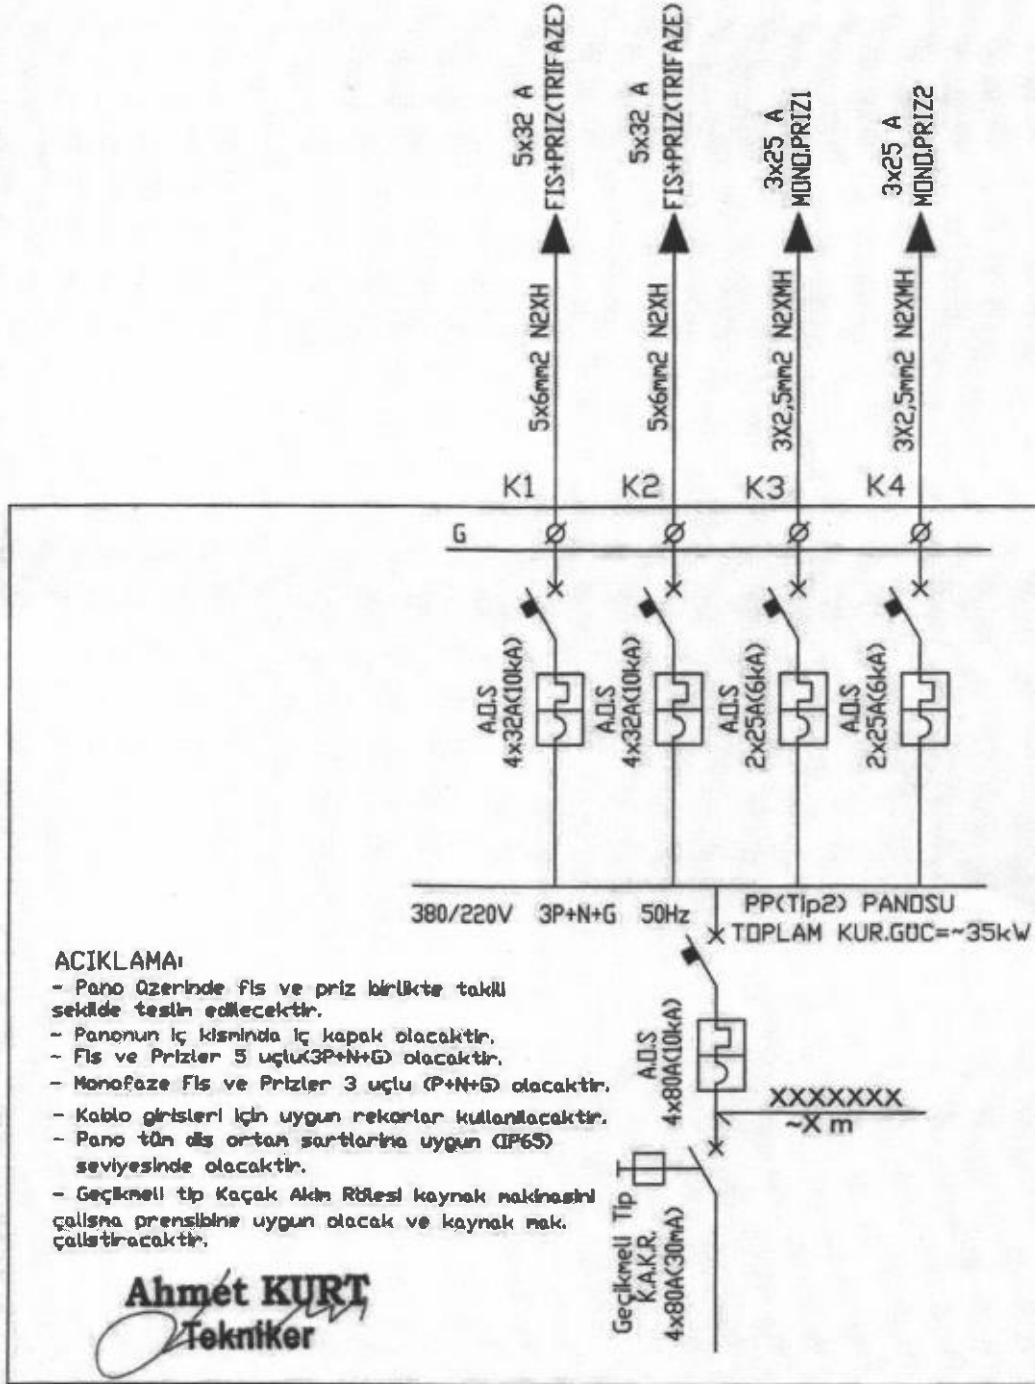 5x32 A
FIS+PRIZ(TRIFAZE)
5x32 A
FIS+PRIZ(TRIFAZE)
3x25 A
MONO.PRIZ1
3x25 A
MONO.PRIZ2
5x6mm2 N2XH
5x6mm2 N2XH
3X2,5mm2 N2XMH
3X2,5mm2 N2XMH
K1
K2
K3
K4
G
A.O.S
4x32A(10kA)
A.O.S
4x32A(10kA)
A.O.S
2x25A(6kA)
A.O.S
2x25A(6kA)
380/220V 3P+N+G 50Hz
PP(Tip2) PANOSU
TOPLAM KUR.GUC=~35kW
A.O.S
4x80A(10kA)
XXXXXXX
~X m
Geçikmeli Tip
K.A.K.R.
4x80A(30mA)
ACIKLAMA:
- Pano üzerinde fis ve priz birlikte takili
sekilde teslim edilecektir.
- Panonun iç kisminda iç kapak olacaktir.
- Fis ve Prizler 5 uçlu(3P+N+G) olacaktir.
- Monofaze Fis ve Prizler 3 uçlu (P+N+G) olacaktir.
- Kablo girisleri için uygun rekorlar kullanilacaktir.
- Pano tüm dis ortam sartlarina uygun (IP65)
seviyesinde olacaktir.
- Geçikmeli tip Kaçak Akim Rölesi kaynak makinasini
çalisma prensibine uygun olacak ve kaynak mak.
çalistiracaktir.
Ahmet KURT
Tekniker